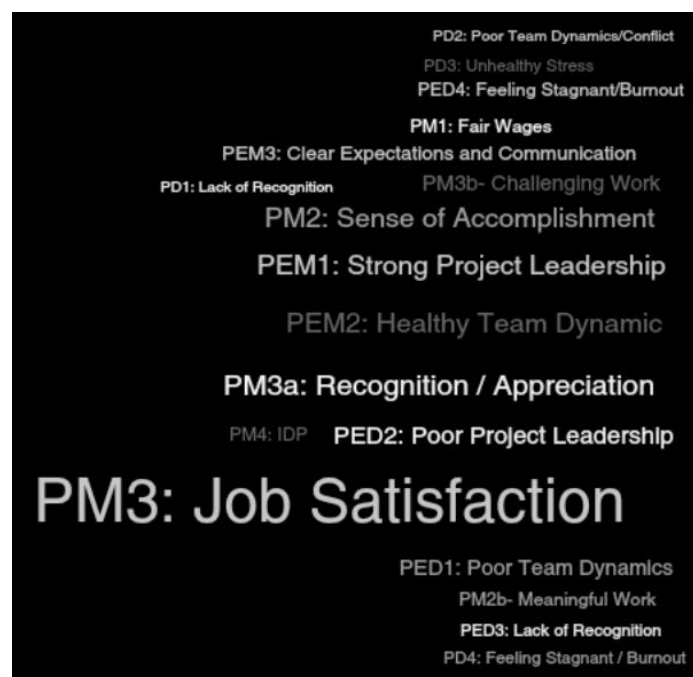 PD2: Poor Team Dynamics/Conflict
PD3: Unhealthy Stress
PED4: Feeling Stagnant/Burnout
PM1: Fair Wages
PEM3: Clear Expectations and Communication
PD1: Lack of Recognition
PM3b- Challenging Work
PM2: Sense of Accomplishment
PEM1: Strong Project Leadership
PEM2: Healthy Team Dynamic
PM3a: Recognition / Appreciation
PM4: IDP
PED2: Poor Project Leadership
PM3: Job Satisfaction
PED1: Poor Team Dynamics
PM2b- Meaningful Work
PED3: Lack of Recognition
PD4: Feeling Stagnant / Burnout